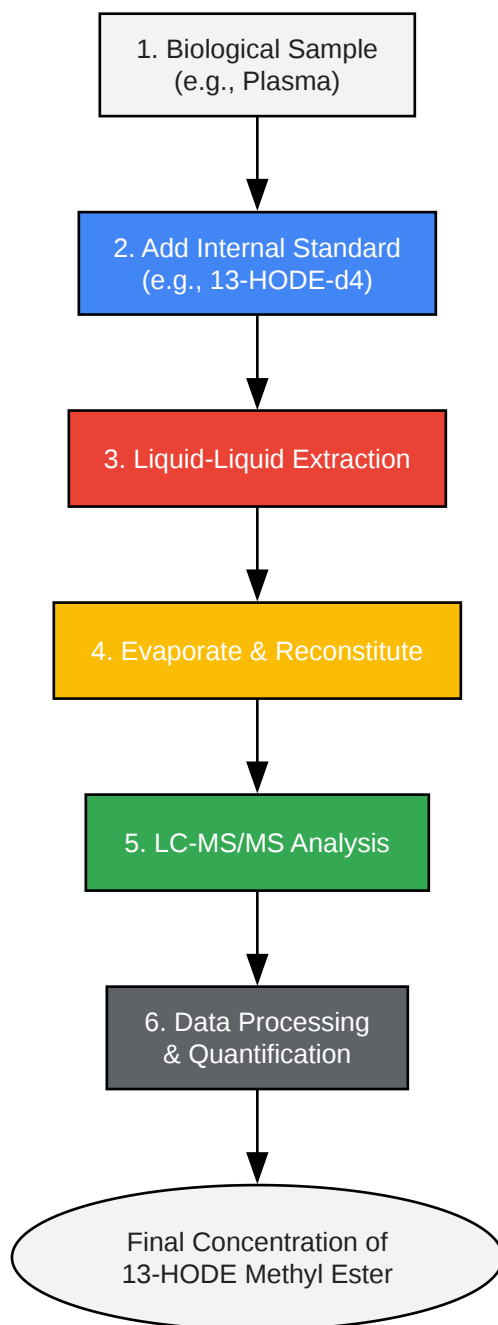 1. Biological Sample
(e.g., Plasma)
2. Add Internal Standard
(e.g., 13-HODE-d4)
3. Liquid-Liquid Extraction
4. Evaporate & Reconstitute
5. LC-MS/MS Analysis
6. Data Processing
& Quantification
Final Concentration of
13-HODE Methyl Ester